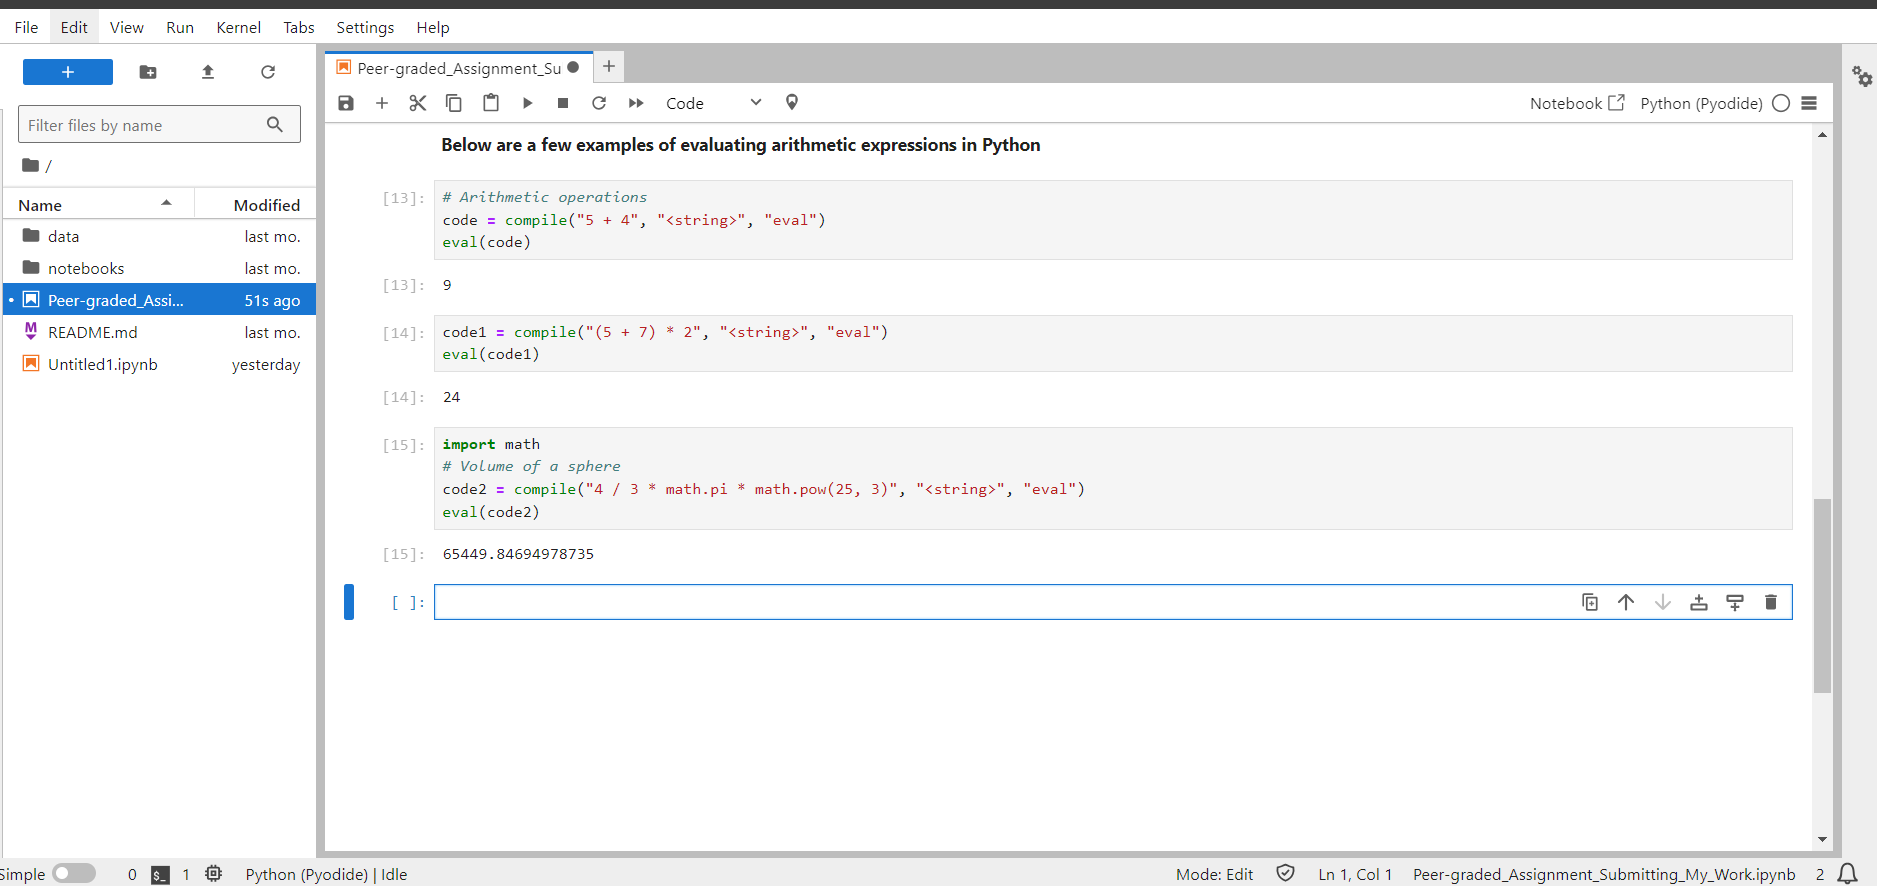 File Edit View Run Kernel Tabs Settings Help
+
Filter files by name
/
Name Modified
data last mo.
notebooks last mo.
• Peer-graded_Assi... 51s ago
README.md last mo.
Untitled1.ipynb yesterday
Peer-graded_Assignment_Su
Code
Notebook Python (Pyodide)
Below are a few examples of evaluating arithmetic expressions in Python
[13]: # Arithmetic operations
code = compile("5 + 4", "<string>", "eval")
eval(code)
[13]: 9
[14]: code1 = compile("(5 + 7) * 2", "<string>", "eval")
eval(code1)
[14]: 24
[15]: import math
# Volume of a sphere
code2 = compile("4 / 3 * math.pi * math.pow(25, 3)", "<string>", "eval")
eval(code2)
[15]: 65449.84694978735
[ ]:
Simple 0 $_ 1 Python (Pyodide) | Idle Mode: Edit Ln 1, Col 1 Peer-graded_Assignment_Submitting_My_Work.ipynb 2